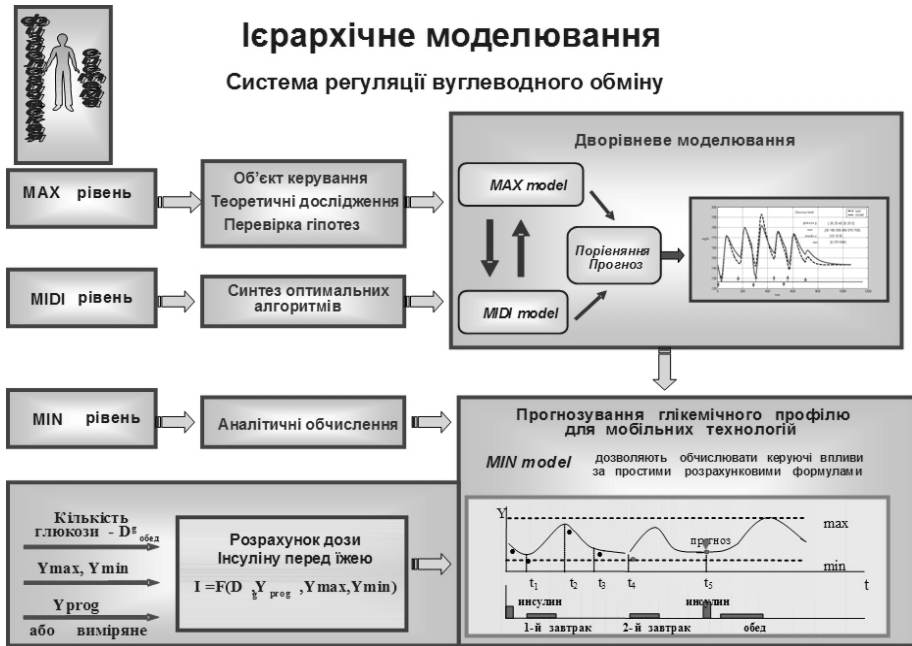 Ієрархічне моделювання
Система регуляції вуглеводного обміну
MAX рівень
Об'єкт керування
Теоретичні дослідження
Перевірка гіпотез
MIDI рівень
Синтез оптимальних
алгоритмів
Дворівневе моделювання
MAX model
Порівняння
Прогноз
MIDI model
MIN рівень
Аналітичні обчислення
Прогнозування глікемічного профілю
для мобільних технологій
MIN model
дозволяють обчислювати керуючі впливи
за простими розрахунковими формулами
Кількість
глюкози - Dᵍ обед
Ymax, Ymin
Yprog
або виміряне
Розрахунок дози
Інсуліну перед їжею
I =F(D g ,Y prog ,Ymax,Ymin)
Y
прогноз
max
min
t₁ t₂ t₃ t₄ t₅ t
инсулин
инсулин
1-й завтрак 2-й завтрак обед